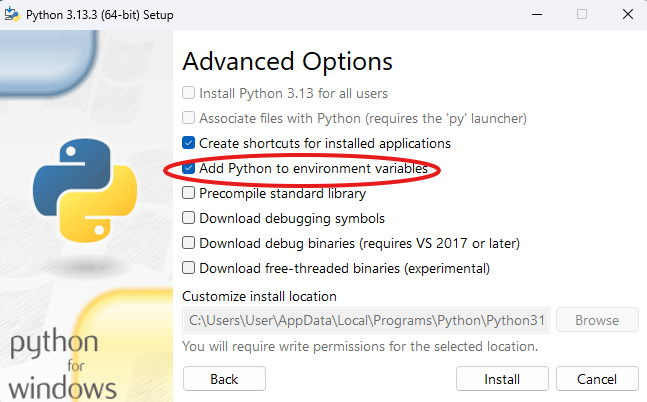 Python 3.13.3 (64-bit) Setup
Advanced Options
Install Python 3.13 for all users
Associate files with Python (requires the 'py' launcher)
Create shortcuts for installed applications
Add Python to environment variables
Precompile standard library
Download debugging symbols
Download debug binaries (requires VS 2017 or later)
Download free-threaded binaries (experimental)
Customize install location
C:\Users\User\AppData\Local\Programs\Python\Python31
Browse
You will require write permissions for the selected location.
python
for
windows
Back
Install
Cancel